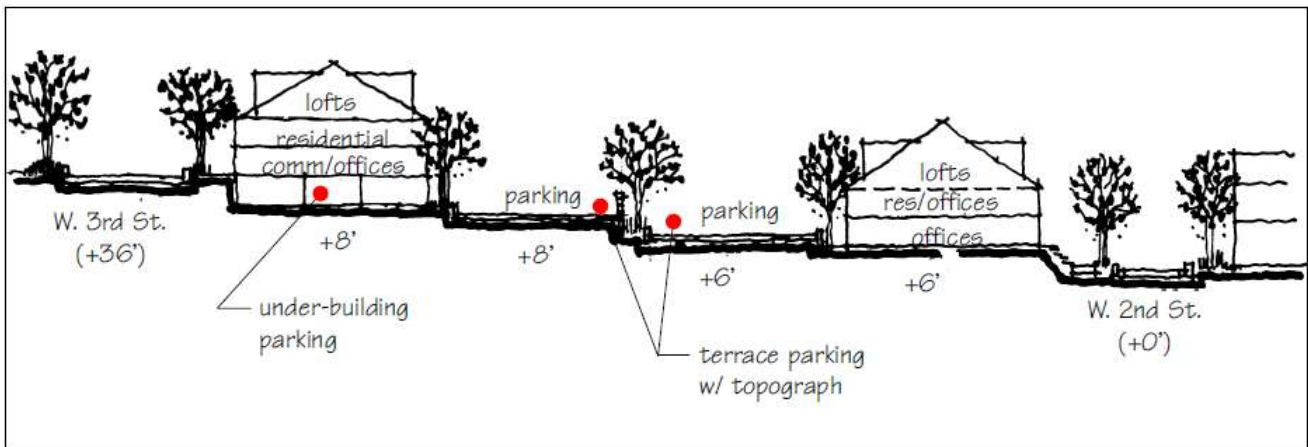 lofts
residential
comm/offices
parking
parking
lofts
res/offices
offices
W. 3rd St.
(+36')
+8'
+8'
+6'
+6'
W. 2nd St.
(+0')
under-building
parking
terrace parking
w/ topograph